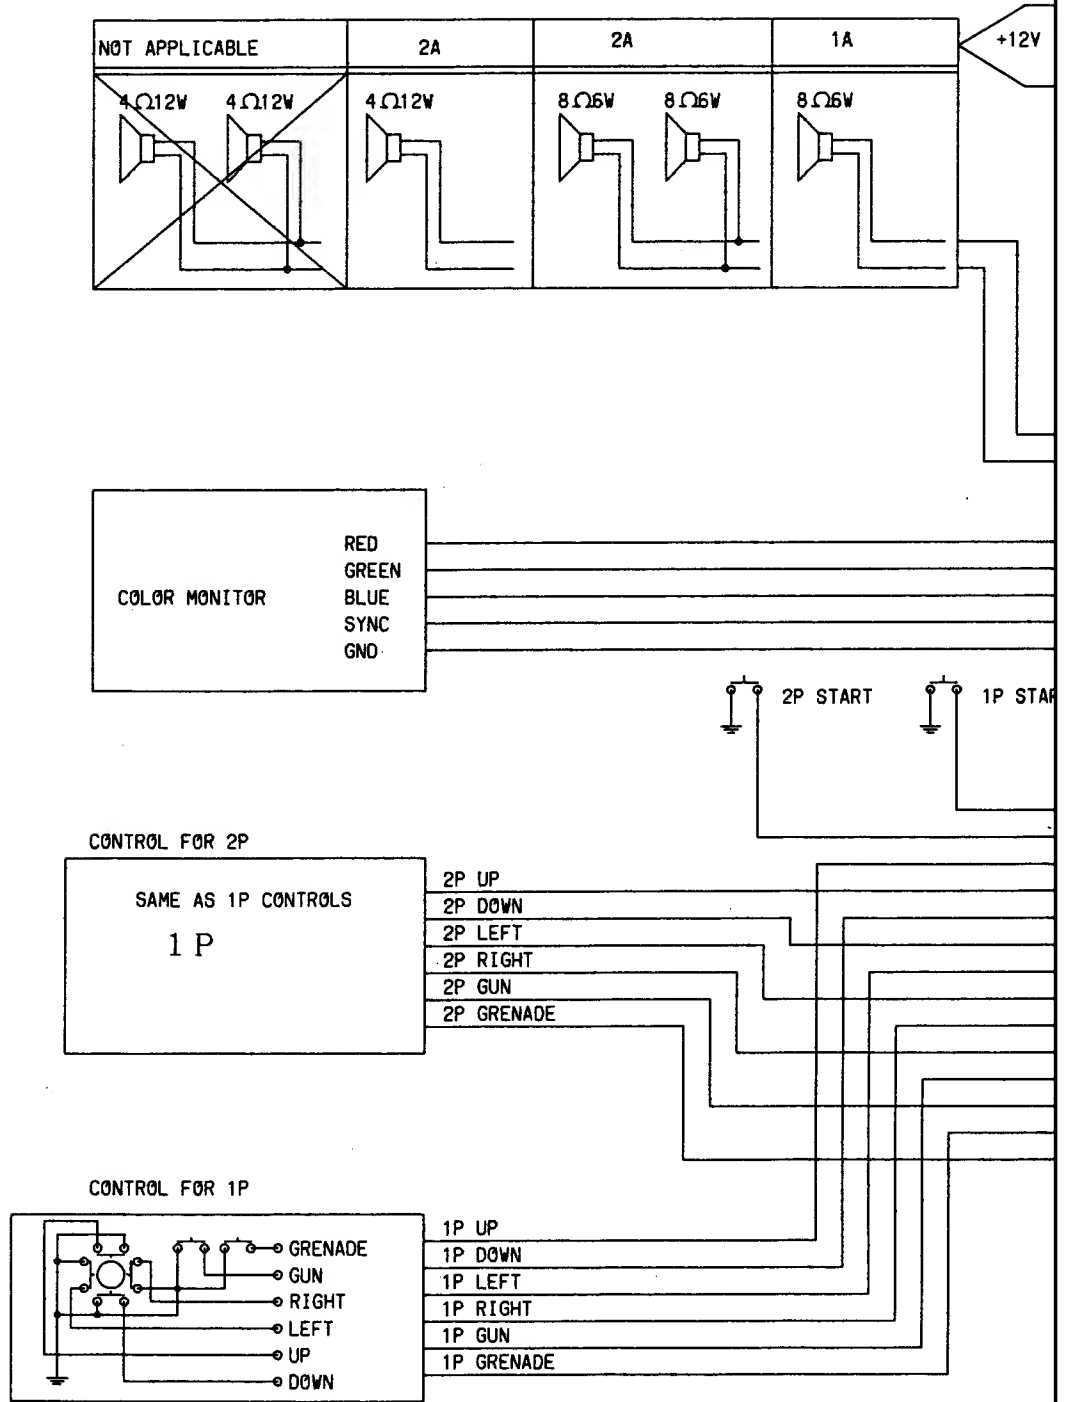 NOT APPLICABLE 2A 2A 1A +12V
4Ω12W 4Ω12W 4Ω12W 8Ω6W 8Ω6W 8Ω6W
COLOR MONITOR
RED
GREEN
BLUE
SYNC
GND
2P START 1P STAR
CONTROL FOR 2P
SAME AS 1P CONTROLS
1 P
2P UP
2P DOWN
2P LEFT
2P RIGHT
2P GUN
2P GRENADE
CONTROL FOR 1P
GRENADE
GUN
RIGHT
LEFT
UP
DOWN
1P UP
1P DOWN
1P LEFT
1P RIGHT
1P GUN
1P GRENADE